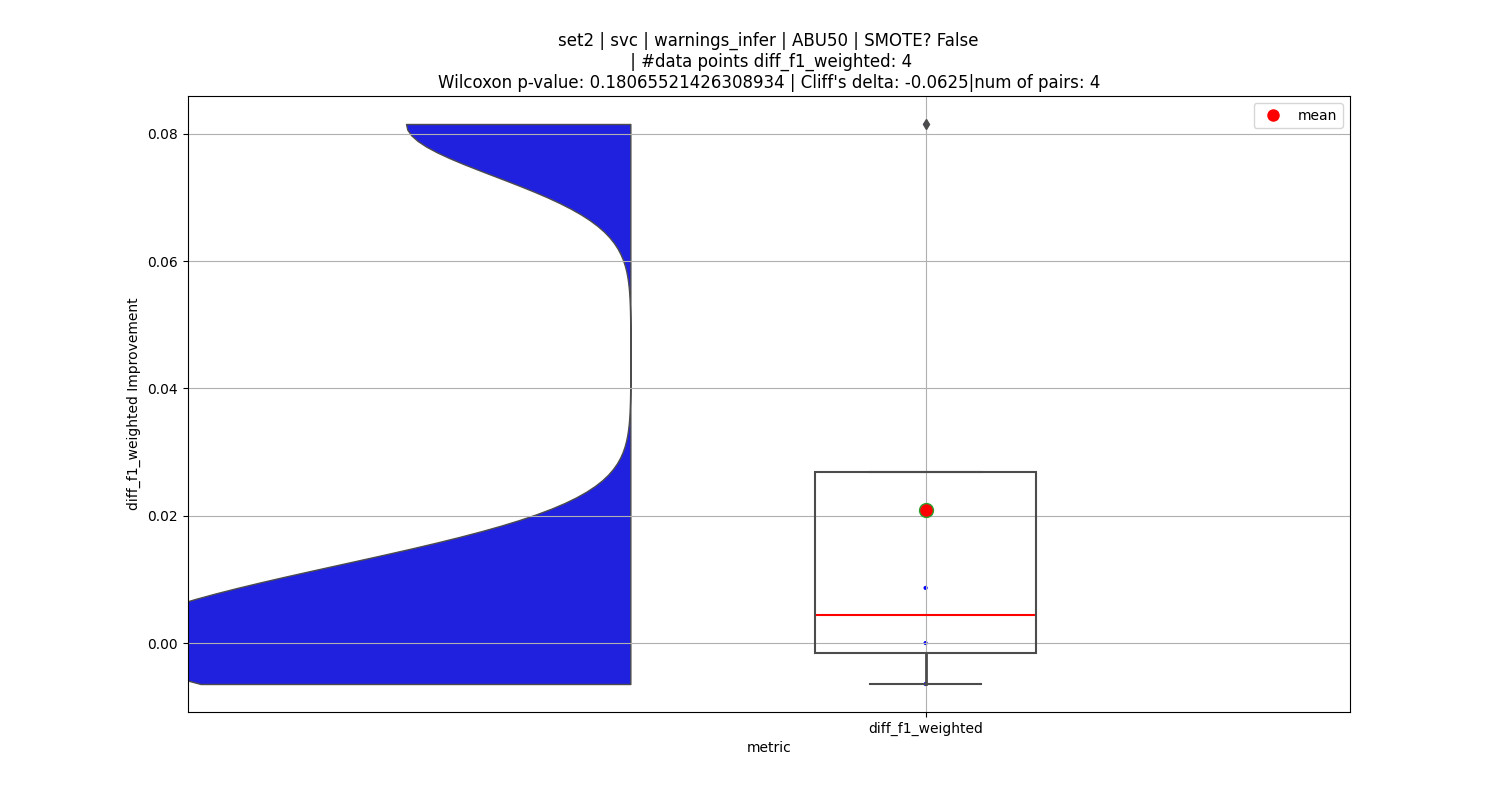 set2 | svc | warnings_infer | ABU50 | SMOTE? False
| #data points diff_f1_weighted: 4
Wilcoxon p-value: 0.18065521426308934 | Cliff's delta: -0.0625|num of pairs: 4
mean
0.08
0.06
0.04
0.02
0.00
diff_f1_weighted Improvement
diff_f1_weighted
metric